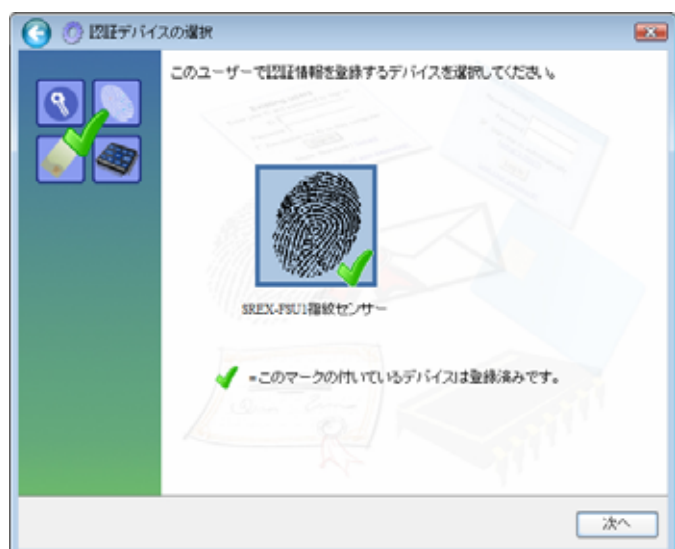 認証デバイスの選択
このユーザーで認証情報を登録するデバイスを選択してください。
SREX-FSU1指紋センサー
=このマークの付いているデバイスは登録済みです。
次へ